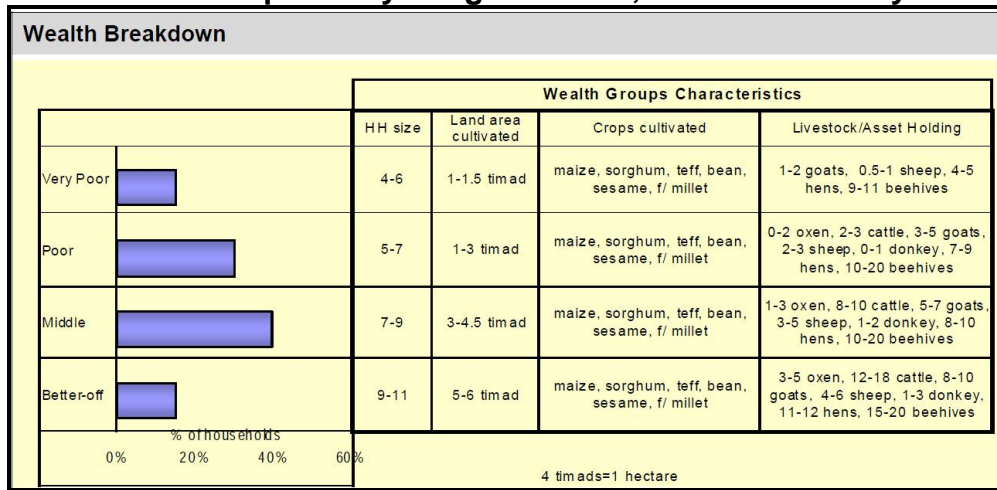 Wealth Breakdown
Wealth Groups Characteristics
HH size
Land area
cultivated
Crops cultivated
Livestock/Asset Holding
Very Poor
4-6
1-1.5 timad
maize, sorghum, teff, bean,
sesame, f/ millet
1-2 goats, 0.5-1 sheep, 4-5
hens, 9-11 beehives
Poor
5-7
1-3 timad
maize, sorghum, teff, bean,
sesame, f/ millet
0-2 oxen, 2-3 cattle, 3-5 goats,
2-3 sheep, 0-1 donkey, 7-9
hens, 10-20 beehives
Middle
7-9
3-4.5 timad
maize, sorghum, teff, bean,
sesame, f/ millet
1-3 oxen, 8-10 cattle, 5-7 goats,
3-5 sheep, 1-2 donkey, 8-10
hens, 10-20 beehives
Better-off
9-11
5-6 timad
maize, sorghum, teff, bean,
sesame, f/ millet
3-5 oxen, 12-18 cattle, 8-10
goats, 4-6 sheep, 1-3 donkey,
11-12 hens, 15-20 beehives
% of households
0% 20% 40% 60%
4 timads=1 hectare